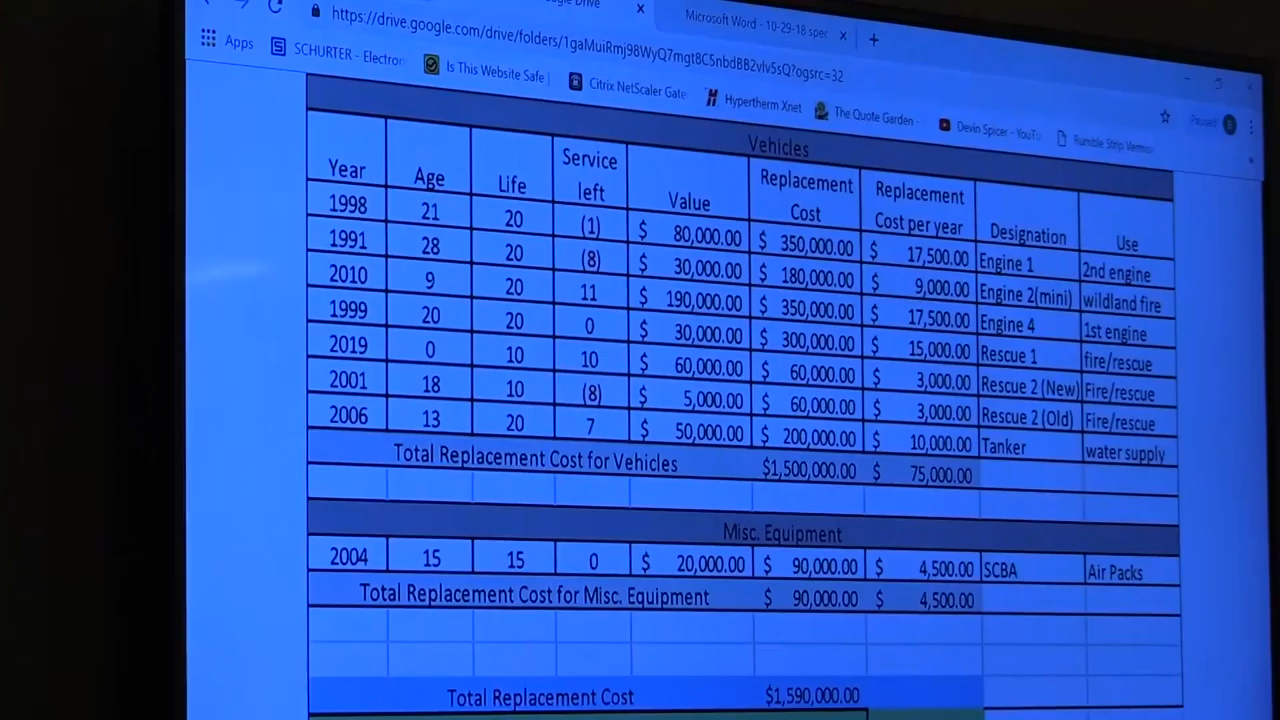 Microsoft Word - 10-29-18 spec
https://drive.google.com/drive/folders/1gaMuiRmj98WyQ7mgt8C5nbdBB2vlv5sQ?ogsrc=32
Apps SCHURTER - Electron Is This Website Safe | Citrix NetScaler Gate Hypertherm Xnet The Quote Garden - Devin Spicer - YouTu Rumble Strip Vermon Paused
Vehicles
Year Age Life Service left Value Replacement Cost Replacement Cost per year Designation Use
1998 21 20 (1) $ 80,000.00 $ 350,000.00 $ 17,500.00 Engine 1 2nd engine
1991 28 20 (8) $ 30,000.00 $ 180,000.00 $ 9,000.00 Engine 2(mini) wildland fire
2010 9 20 11 $ 190,000.00 $ 350,000.00 $ 17,500.00 Engine 4 1st engine
1999 20 20 0 $ 30,000.00 $ 300,000.00 $ 15,000.00 Rescue 1 fire/rescue
2019 0 10 10 $ 60,000.00 $ 60,000.00 $ 3,000.00 Rescue 2 (New) Fire/rescue
2001 18 10 (8) $ 5,000.00 $ 60,000.00 $ 3,000.00 Rescue 2 (Old) Fire/rescue
2006 13 20 7 $ 50,000.00 $ 200,000.00 $ 10,000.00 Tanker water supply
Total Replacement Cost for Vehicles $1,500,000.00 $ 75,000.00
Misc. Equipment
2004 15 15 0 $ 20,000.00 $ 90,000.00 $ 4,500.00 SCBA Air Packs
Total Replacement Cost for Misc. Equipment $ 90,000.00 $ 4,500.00
Total Replacement Cost $1,590,000.00